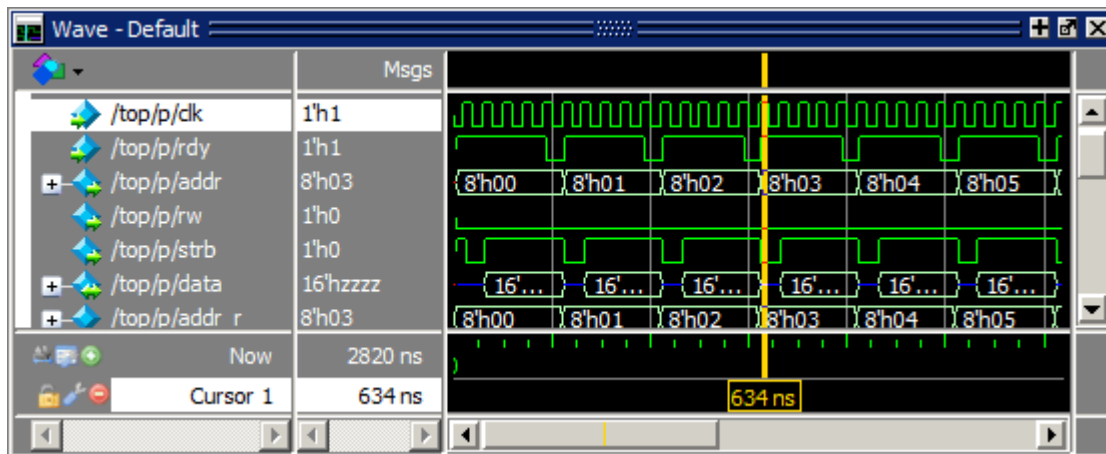 Wave - Default
Msgs
/top/p/clk 1'h1
/top/p/rdy 1'h1
/top/p/addr 8'h03 8'h00 8'h01 8'h02 8'h03 8'h04 8'h05
/top/p/rw 1'h0
/top/p/strb 1'h0
/top/p/data 16'hzzzz 16'... 16'... 16'... 16'... 16'... 16'...
/top/p/addr_r 8'h03 8'h00 8'h01 8'h02 8'h03 8'h04 8'h05
Now 2820 ns
Cursor 1 634 ns 634 ns